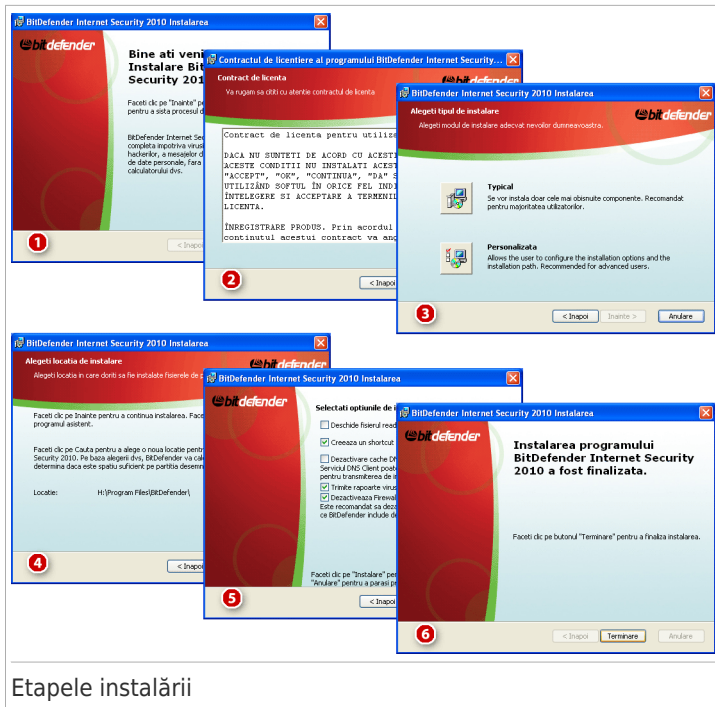 BitDefender Internet Security 2010 Instalarea
bitdefender
Bine ati veni
Instalare Bit
Security 201
Faceti clic pe "Inainte" pe
pentru a sista procesul d
BitDefender Internet Sec
completa impotriva virusi
hackerilor, a mesajelor d
de date personale, fara
calculatorului dvs.
< Inapoi
1
Contractul de licentiere al programului BitDefender Internet Security...
Contract de licenta
Va rugam sa cititi cu atentie contractul de licenta
bitdefender
Contract de licenta pentru utilize
DACA NU SUNTETI DE ACORD CU ACESTI
ACESTE CONDITII NU INSTALATI ACEST
"ACCEPT", "OK", "CONTINUA", "DA" S
UTILIZÂND SOFTUL ÎN ORICE FEL INDI
ÎNTELEGERE SI ACCEPTARE A TERMENIL
LICENTA.
ÎNREGISTRARE PRODUS. Prin acordul
continutul acestui contract va ang
< Inapoi
2
BitDefender Internet Security 2010 Instalarea
Alegeti tipul de instalare
Alegeti modul de instalare adecvat nevoilor dumneavoastra.
bitdefender
Typical
Se vor instala doar cele mai obisnuite componente. Recomandat
pentru majoritatea utilizatorilor.
Personalizata
Allows the user to configure the installation options and the
installation path. Recommended for advanced users.
< Inapoi
Inainte >
Anulare
3
BitDefender Internet Security 2010 Instalarea
Alegeti locatia de instalare
Alegeti locatia in care doriti sa fie instalate fisierele de p
bitdefender
Faceti clic pe Inainte pentru a continua instalarea. Face
programul asistent.
Faceti clic pe Cauta pentru a alege o noua locatie pentr
Security 2010. Pe baza alegerii dvs, BitDefender va calc
determina daca este spatiu suficient pe partitia desemn
Locatie: H:\Program Files\BitDefender\
< Inapoi
4
BitDefender Internet Security 2010 Instalarea
bitdefender
Selectati optiunile de i
Deschide fisierul read
Creeaza un shortcut
Dezactivare cache DN
Serviciul DNS Client poate
pentru transmiterea de in
Trimite rapoarte virus
Dezactiveaza Firewal
Este recomandat sa deza
ce BitDefender include de
Faceti clic pe "Instalare" pen
"Anulare" pentru a parasi pr
< Inapoi
5
BitDefender Internet Security 2010 Instalarea
bitdefender
Instalarea programului
BitDefender Internet Security
2010 a fost finalizata.
Faceti clic pe butonul "Terminare" pentru a finaliza instalarea.
< Inapoi
Terminare
Anulare
6
Etapele instalării